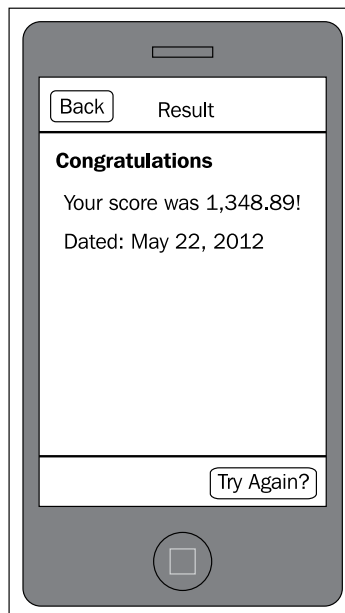 Back Result
Congratulations
Your score was 1,348.89!
Dated: May 22, 2012
Try Again?